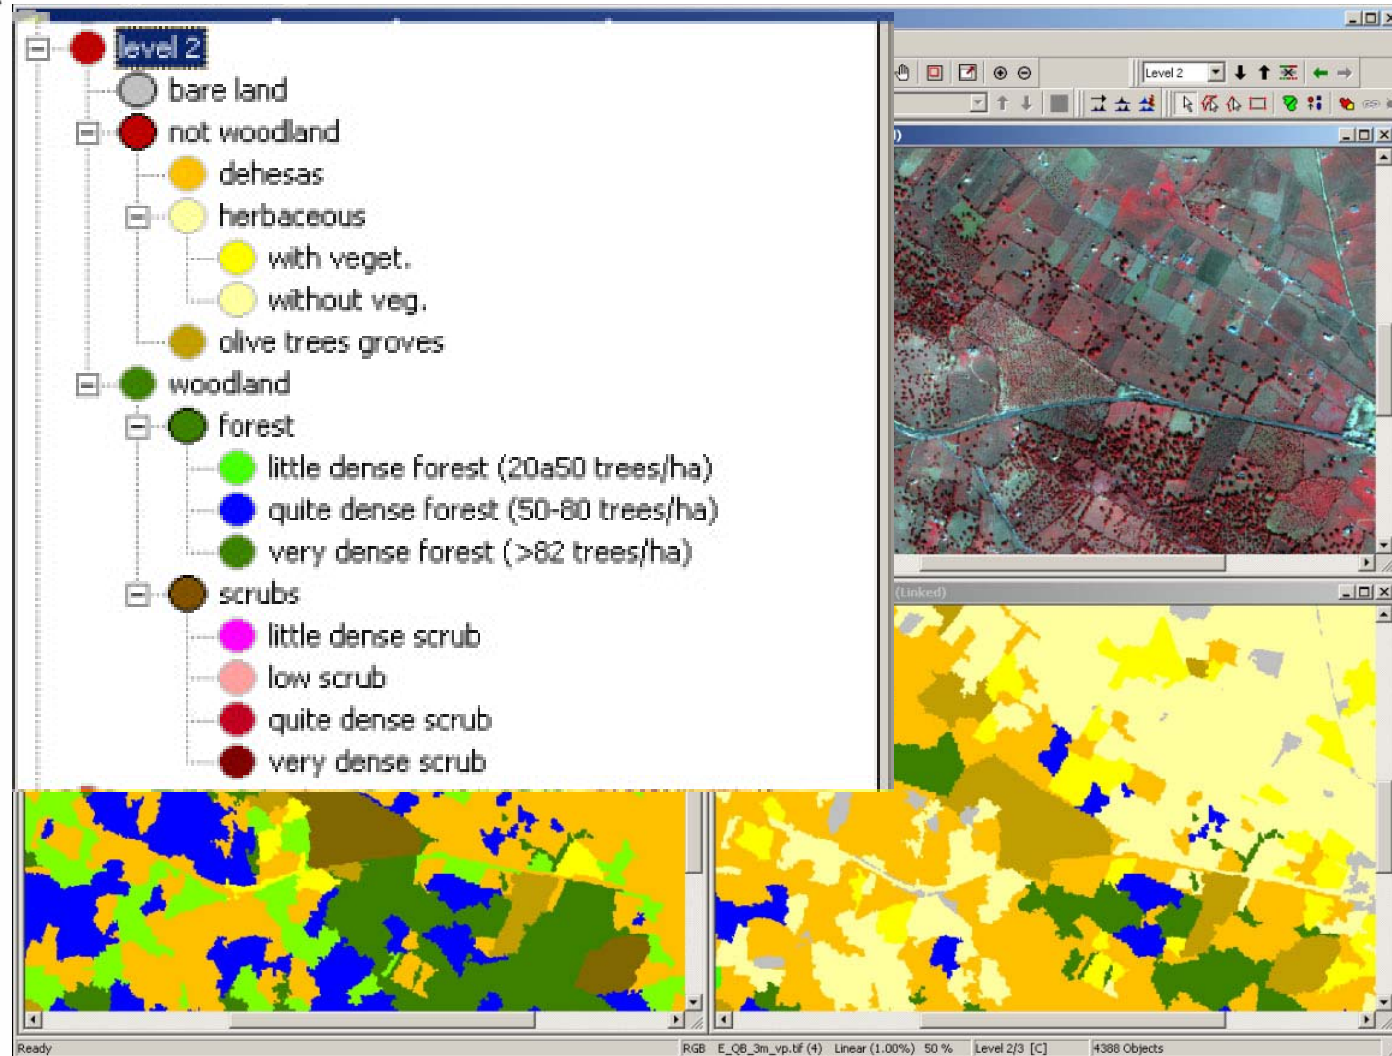 level 2
bare land
not woodland
dehesas
herbaceous
with veget.
without veg.
olive trees groves
woodland
forest
little dense forest (20a50 trees/ha)
quite dense forest (50-80 trees/ha)
very dense forest (>82 trees/ha)
scrubs
little dense scrub
low scrub
quite dense scrub
very dense scrub
Level 2
(Linked)
Ready
RGB E_QB_3m_vp.tif (4) Linear (1.00%) 50 % Level 2/3 [C] 4388 Objects